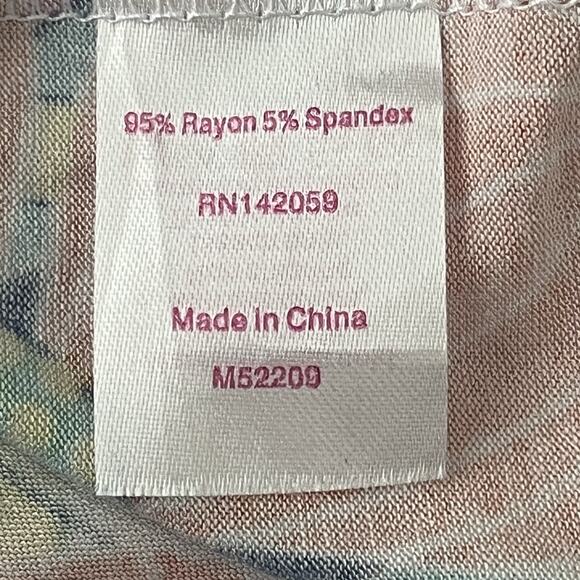 95% Rayon 5% Spandex
RN142059
Made in China
M52209